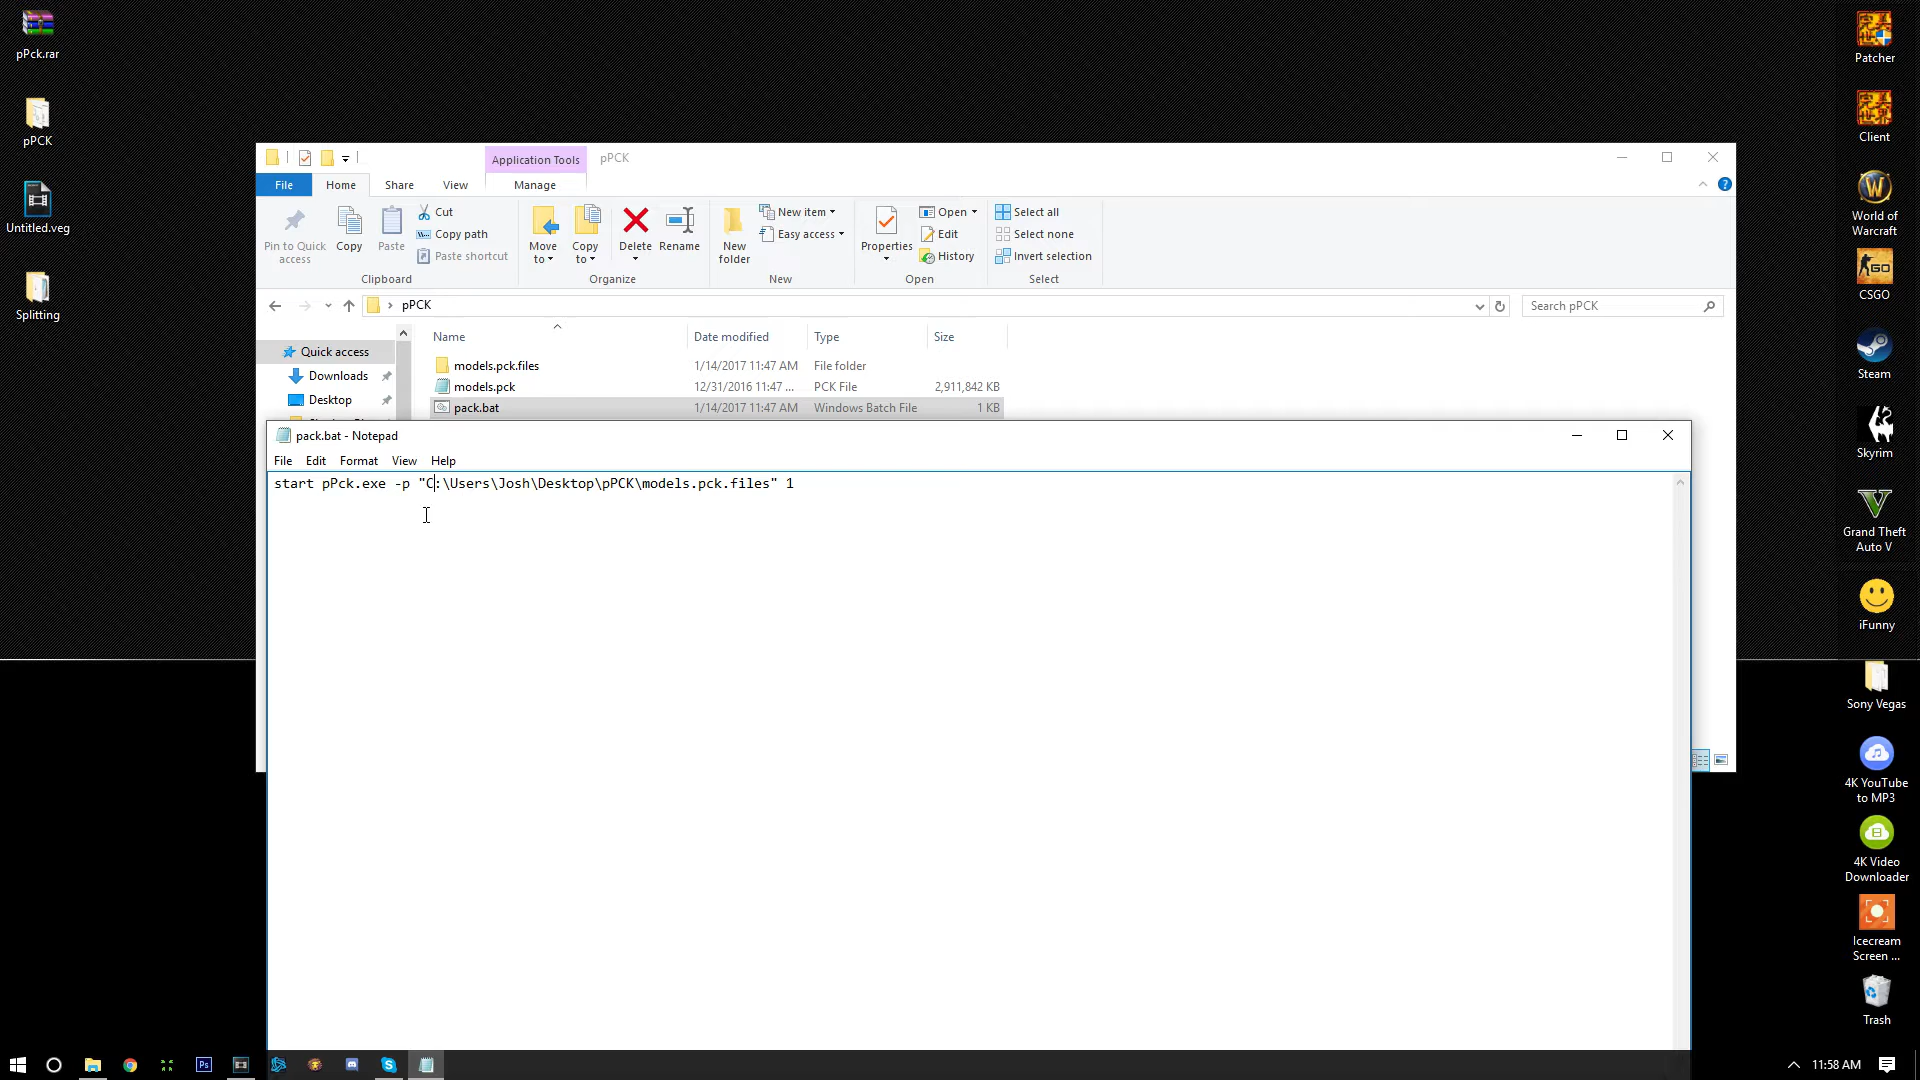 pPck.rar
pPCK
Untitled.veg
Splitting
Application Tools
pPCK
File
Home
Share
View
Manage
Pin to Quick
access
Copy
Paste
Cut
Copy path
Paste shortcut
Clipboard
Move
to
Copy
to
Delete
Rename
Organize
New
folder
New item
Easy access
New
Properties
Open
Edit
History
Open
Select all
Select none
Invert selection
Select
pPCK
Search pPCK
Quick access
Downloads
Desktop
Name
Date modified
Type
Size
models.pck.files 1/14/2017 11:47 AM File folder
models.pck 12/31/2016 11:47 ... PCK File 2,911,842 KB
pack.bat 1/14/2017 11:47 AM Windows Batch File 1 KB
pack.bat - Notepad
File Edit Format View Help
start pPck.exe -p "C:\Users\Josh\Desktop\pPCK\models.pck.files" 1
Patcher
Client
World of
Warcraft
GO
CSGO
Steam
Skyrim
Grand Theft
Auto V
iFunny
Sony Vegas
4K YouTube
to MP3
4K Video
Downloader
Icecream
Screen ...
Trash
Ps
11:58 AM